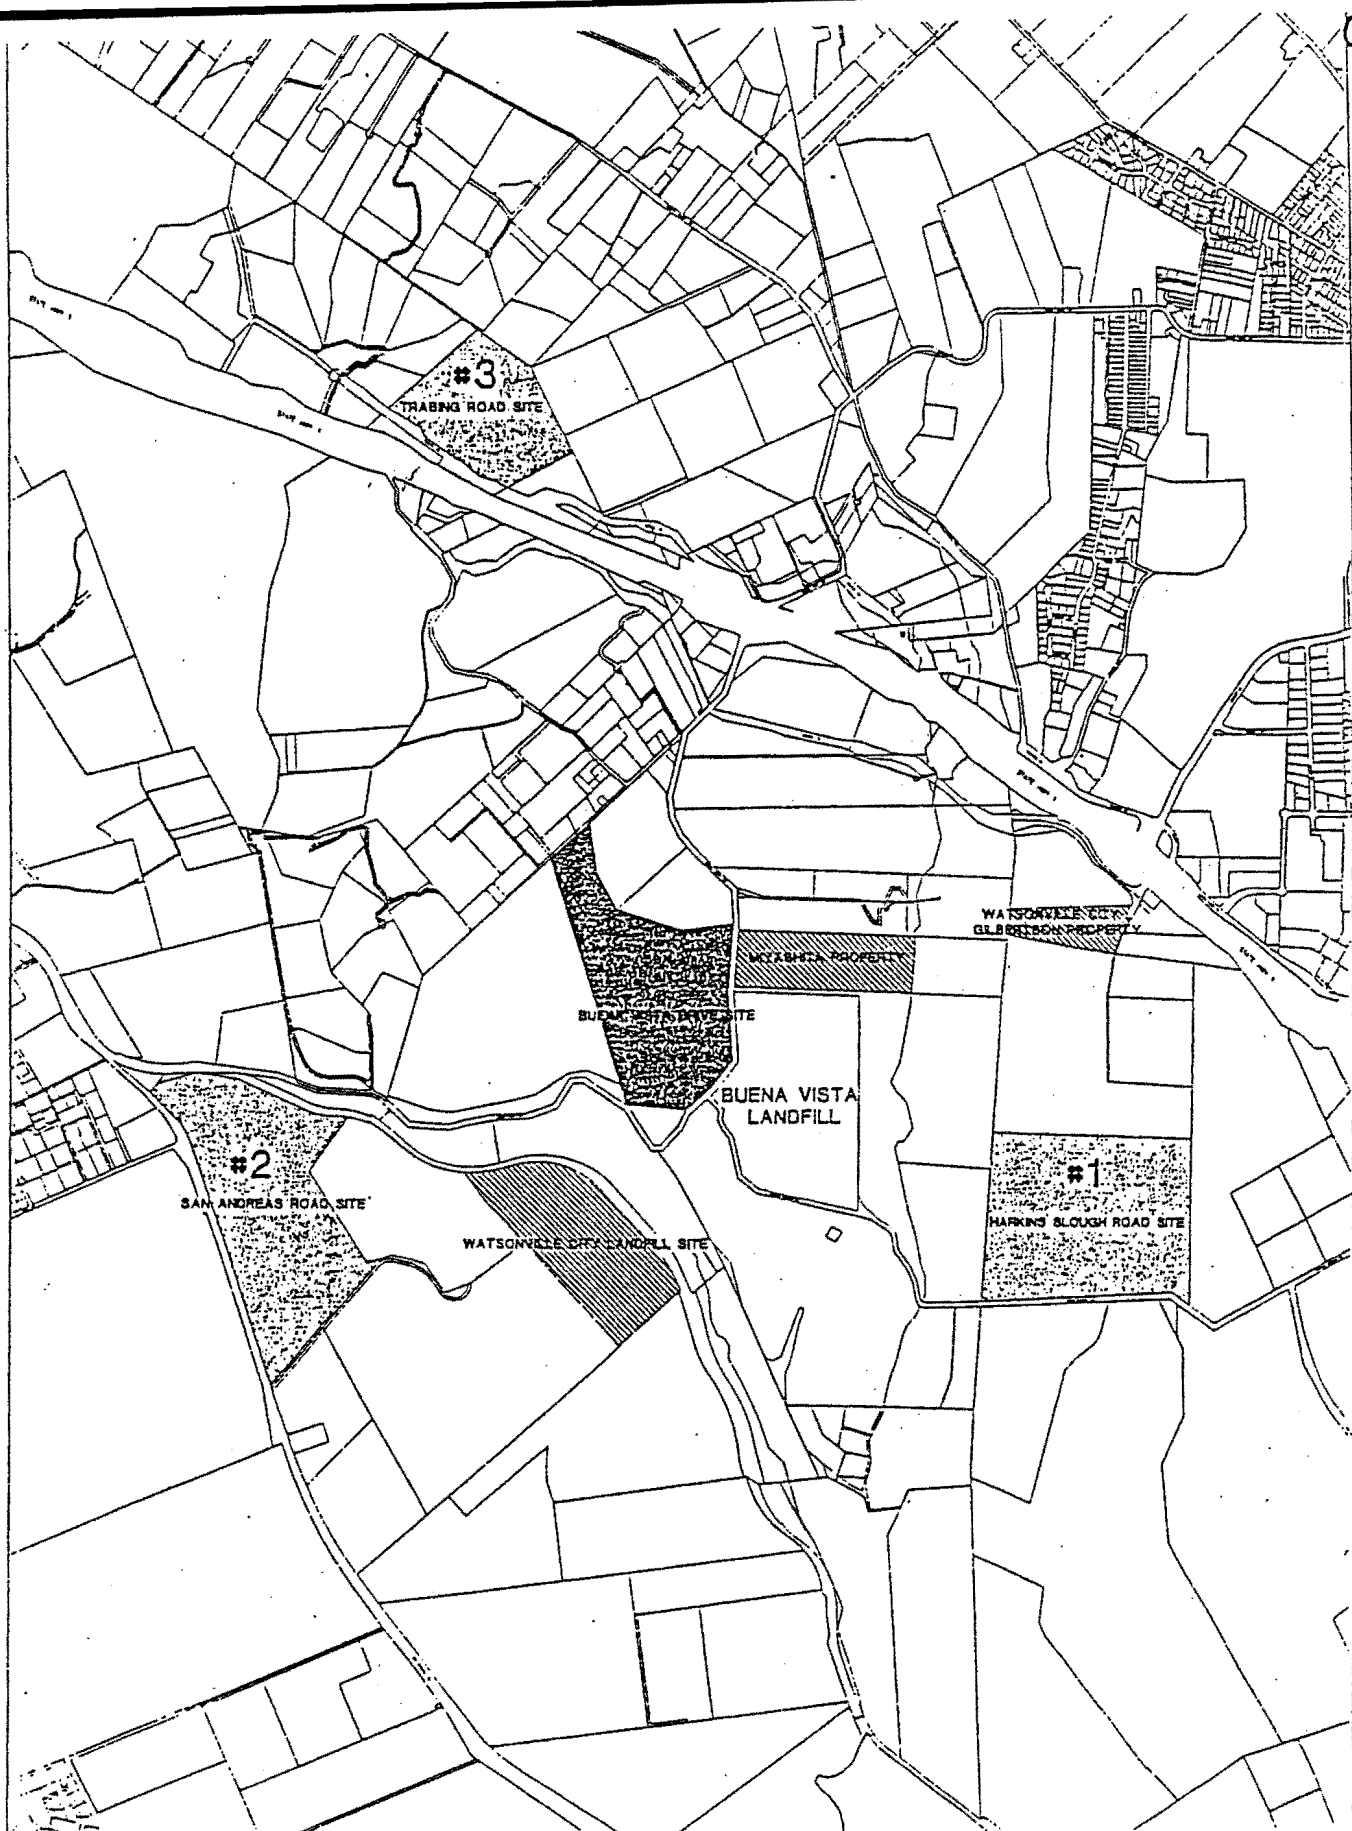 #3
TRABING ROAD SITE
WATSONVILLE CITY
GILBERTSON PROPERTY
MIYASHITA PROPERTY
BUENA VISTA DRIVE SITE
BUENA VISTA
LANDFILL
#2
SAN ANDREAS ROAD SITE
#1
HARKINS SLOUGH ROAD SITE
WATSONVILLE CITY LANDFILL SITE